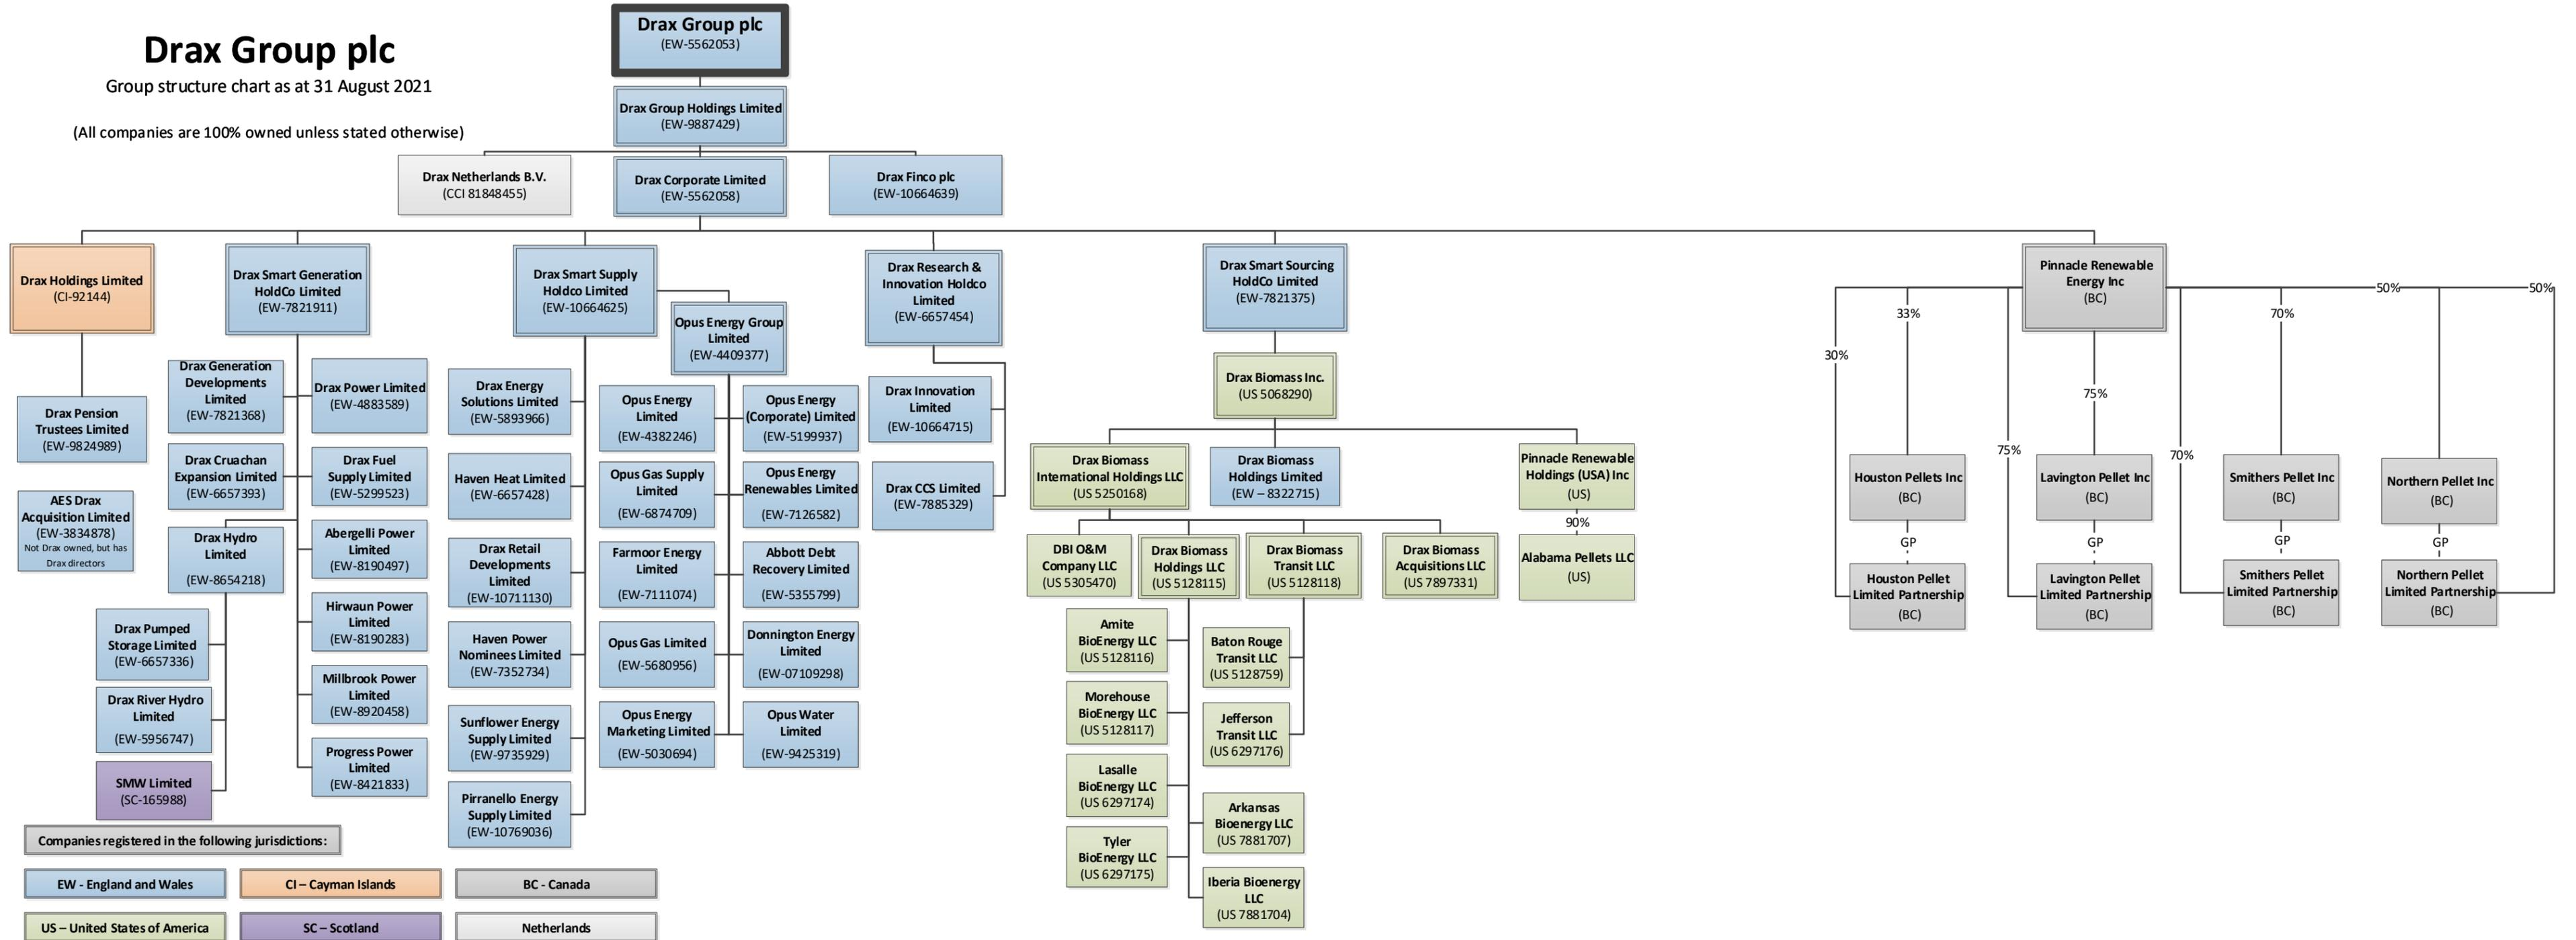 Drax Group plc
Group structure chart as at 31 August 2021
(All companies are 100% owned unless stated otherwise)
Drax Group plc
(EW-5562053)
Drax Group Holdings Limited
(EW-9887429)
Drax Netherlands B.V.
(CCI 81848455)
Drax Corporate Limited
(EW-5562058)
Drax Finco plc
(EW-10664639)
Drax Holdings Limited
(CI-92144)
Drax Pension
Trustees Limited
(EW-9824989)
AES Drax
Acquisition Limited
(EW-3834878)
Not Drax owned, but has
Drax directors
Drax Smart Generation
HoldCo Limited
(EW-7821911)
Drax Generation
Developments
Limited
(EW-7821368)
Drax Power Limited
(EW-4883589)
Drax Cruachan
Expansion Limited
(EW-6657393)
Drax Fuel
Supply Limited
(EW-5299523)
Drax Hydro
Limited
(EW-8654218)
Abergelli Power
Limited
(EW-8190497)
Hirwaun Power
Limited
(EW-8190283)
Millbrook Power
Limited
(EW-8920458)
Progress Power
Limited
(EW-8421833)
Drax Pumped
Storage Limited
(EW-6657336)
Drax River Hydro
Limited
(EW-5956747)
SMW Limited
(SC-165988)
Drax Smart Supply
Holdco Limited
(EW-10664625)
Drax Energy
Solutions Limited
(EW-5893966)
Haven Heat Limited
(EW-6657428)
Drax Retail
Developments
Limited
(EW-10711130)
Haven Power
Nominees Limited
(EW-7352734)
Sunflower Energy
Supply Limited
(EW-9735929)
Pirranello Energy
Supply Limited
(EW-10769036)
Opus Energy Group
Limited
(EW-4409377)
Opus Energy
Limited
(EW-4382246)
Opus Energy
(Corporate) Limited
(EW-5199937)
Opus Gas Supply
Limited
(EW-6874709)
Opus Energy
Renewables Limited
(EW-7126582)
Farmoor Energy
Limited
(EW-7111074)
Abbott Debt
Recovery Limited
(EW-5355799)
Opus Gas Limited
(EW-5680956)
Donnington Energy
Limited
(EW-07109298)
Opus Energy
Marketing Limited
(EW-5030694)
Opus Water
Limited
(EW-9425319)
Drax Research &
Innovation Holdco
Limited
(EW-6657454)
Drax Innovation
Limited
(EW-10664715)
Drax CCS Limited
(EW-7885329)
Drax Smart Sourcing
HoldCo Limited
(EW-7821375)
Drax Biomass Inc.
(US 5068290)
Drax Biomass
International Holdings LLC
(US 5250168)
Drax Biomass
Holdings Limited
(EW – 8322715)
Pinnacle Renewable
Holdings (USA) Inc
(US)
90%
Alabama Pellets LLC
(US)
DBI O&M
Company LLC
(US 5305470)
Drax Biomass
Holdings LLC
(US 5128115)
Drax Biomass
Transit LLC
(US 5128118)
Drax Biomass
Acquisitions LLC
(US 7897331)
Amite
BioEnergy LLC
(US 5128116)
Morehouse
BioEnergy LLC
(US 5128117)
Lasalle
BioEnergy LLC
(US 6297174)
Tyler
BioEnergy LLC
(US 6297175)
Baton Rouge
Transit LLC
(US 5128759)
Jefferson
Transit LLC
(US 6297176)
Arkansas
Bioenergy LLC
(US 7881707)
Iberia Bioenergy
LLC
(US 7881704)
Pinnacle Renewable
Energy Inc
(BC)
50%
50%
33%
70%
30%
75%
75%
70%
Houston Pellets Inc
(BC)
Lavington Pellet Inc
(BC)
Smithers Pellet Inc
(BC)
Northern Pellet Inc
(BC)
GP
GP
GP
GP
Houston Pellet
Limited Partnership
(BC)
Lavington Pellet
Limited Partnership
(BC)
Smithers Pellet
Limited Partnership
(BC)
Northern Pellet
Limited Partnership
(BC)
Companies registered in the following jurisdictions:
EW - England and Wales
CI – Cayman Islands
BC - Canada
US – United States of America
SC – Scotland
Netherlands